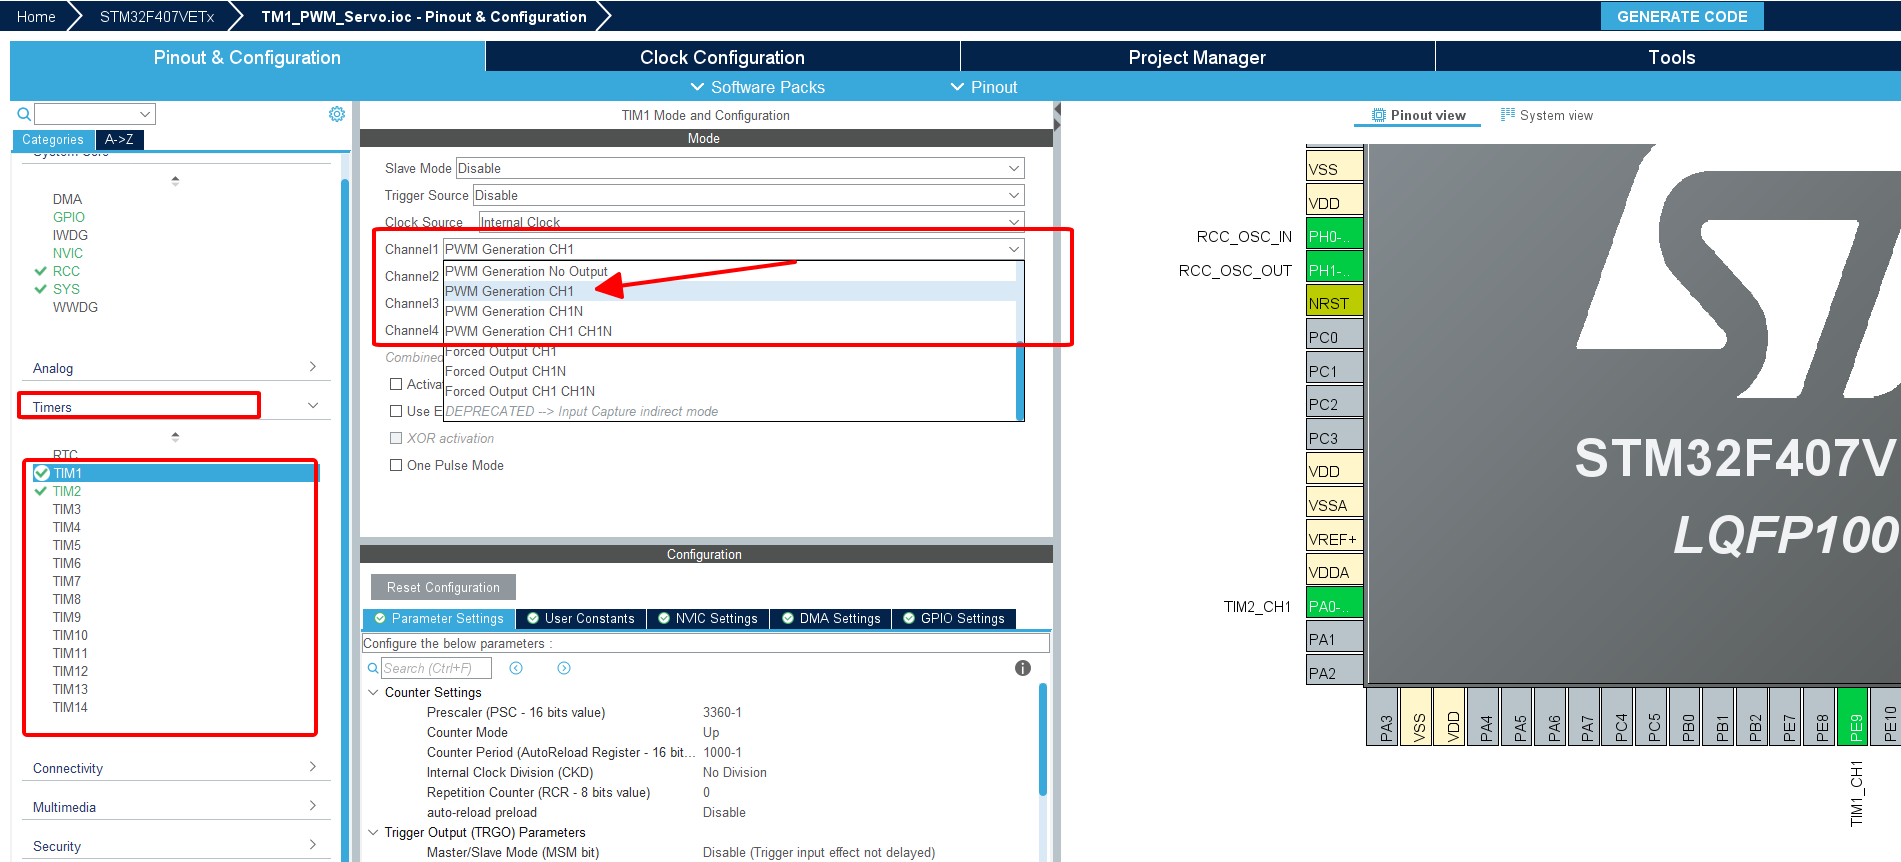 Home
STM32F407VETx
TM1_PWM_Servo.ioc - Pinout & Configuration
GENERATE CODE
Pinout & Configuration
Clock Configuration
Project Manager
Tools
Software Packs
Pinout
Categories
A->Z
System Core
DMA
GPIO
IWDG
NVIC
RCC
SYS
WWDG
Analog
Timers
RTC
TIM1
TIM2
TIM3
TIM4
TIM5
TIM6
TIM7
TIM8
TIM9
TIM10
TIM11
TIM12
TIM13
TIM14
Connectivity
Multimedia
Security
TIM1 Mode and Configuration
Mode
Slave Mode Disable
Trigger Source Disable
Clock Source Internal Clock
Channel1 PWM Generation CH1
Channel2
Channel3
Channel4
PWM Generation No Output
PWM Generation CH1
PWM Generation CH1N
PWM Generation CH1 CH1N
Forced Output CH1
Forced Output CH1N
Forced Output CH1 CH1N
DEPRECATED --> Input Capture indirect mode
Combined
Activa
Use E
XOR activation
One Pulse Mode
Configuration
Reset Configuration
Parameter Settings
User Constants
NVIC Settings
DMA Settings
GPIO Settings
Configure the below parameters :
Search (Ctrl+F)
Counter Settings
Prescaler (PSC - 16 bits value) 3360-1
Counter Mode Up
Counter Period (AutoReload Register - 16 bit... 1000-1
Internal Clock Division (CKD) No Division
Repetition Counter (RCR - 8 bits value) 0
auto-reload preload Disable
Trigger Output (TRGO) Parameters
Master/Slave Mode (MSM bit) Disable (Trigger input effect not delayed)
Pinout view
System view
VSS
VDD
RCC_OSC_IN PH0-..
RCC_OSC_OUT PH1-..
NRST
PC0
PC1
PC2
PC3
VDD
VSSA
VREF+
VDDA
TIM2_CH1 PA0-..
PA1
PA2
STM32F407V
LQFP100
PA3
VSS
VDD
PA4
PA5
PA6
PA7
PC4
PC5
PB0
PB1
PB2
PE7
PE8
PE9
PE10
TIM1_CH1